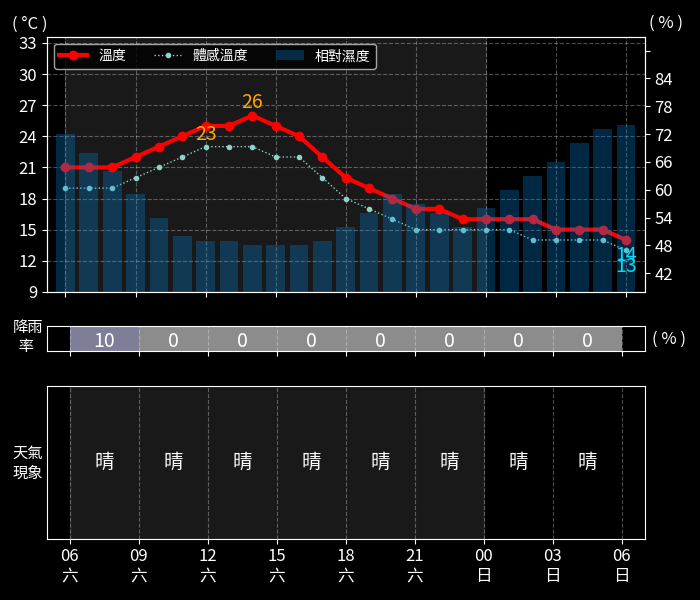 ( °C )
( % )
溫度
體感溫度
相對濕度
33
30
27
24
21
18
15
12
9
84
78
72
66
60
54
48
42
26
23
14
13
降雨
率
10 0 0 0 0 0 0 0
( % )
天氣
現象
晴 晴 晴 晴 晴 晴 晴 晴
06 09 12 15 18 21 00 03 06
六 六 六 六 六 六 日 日 日